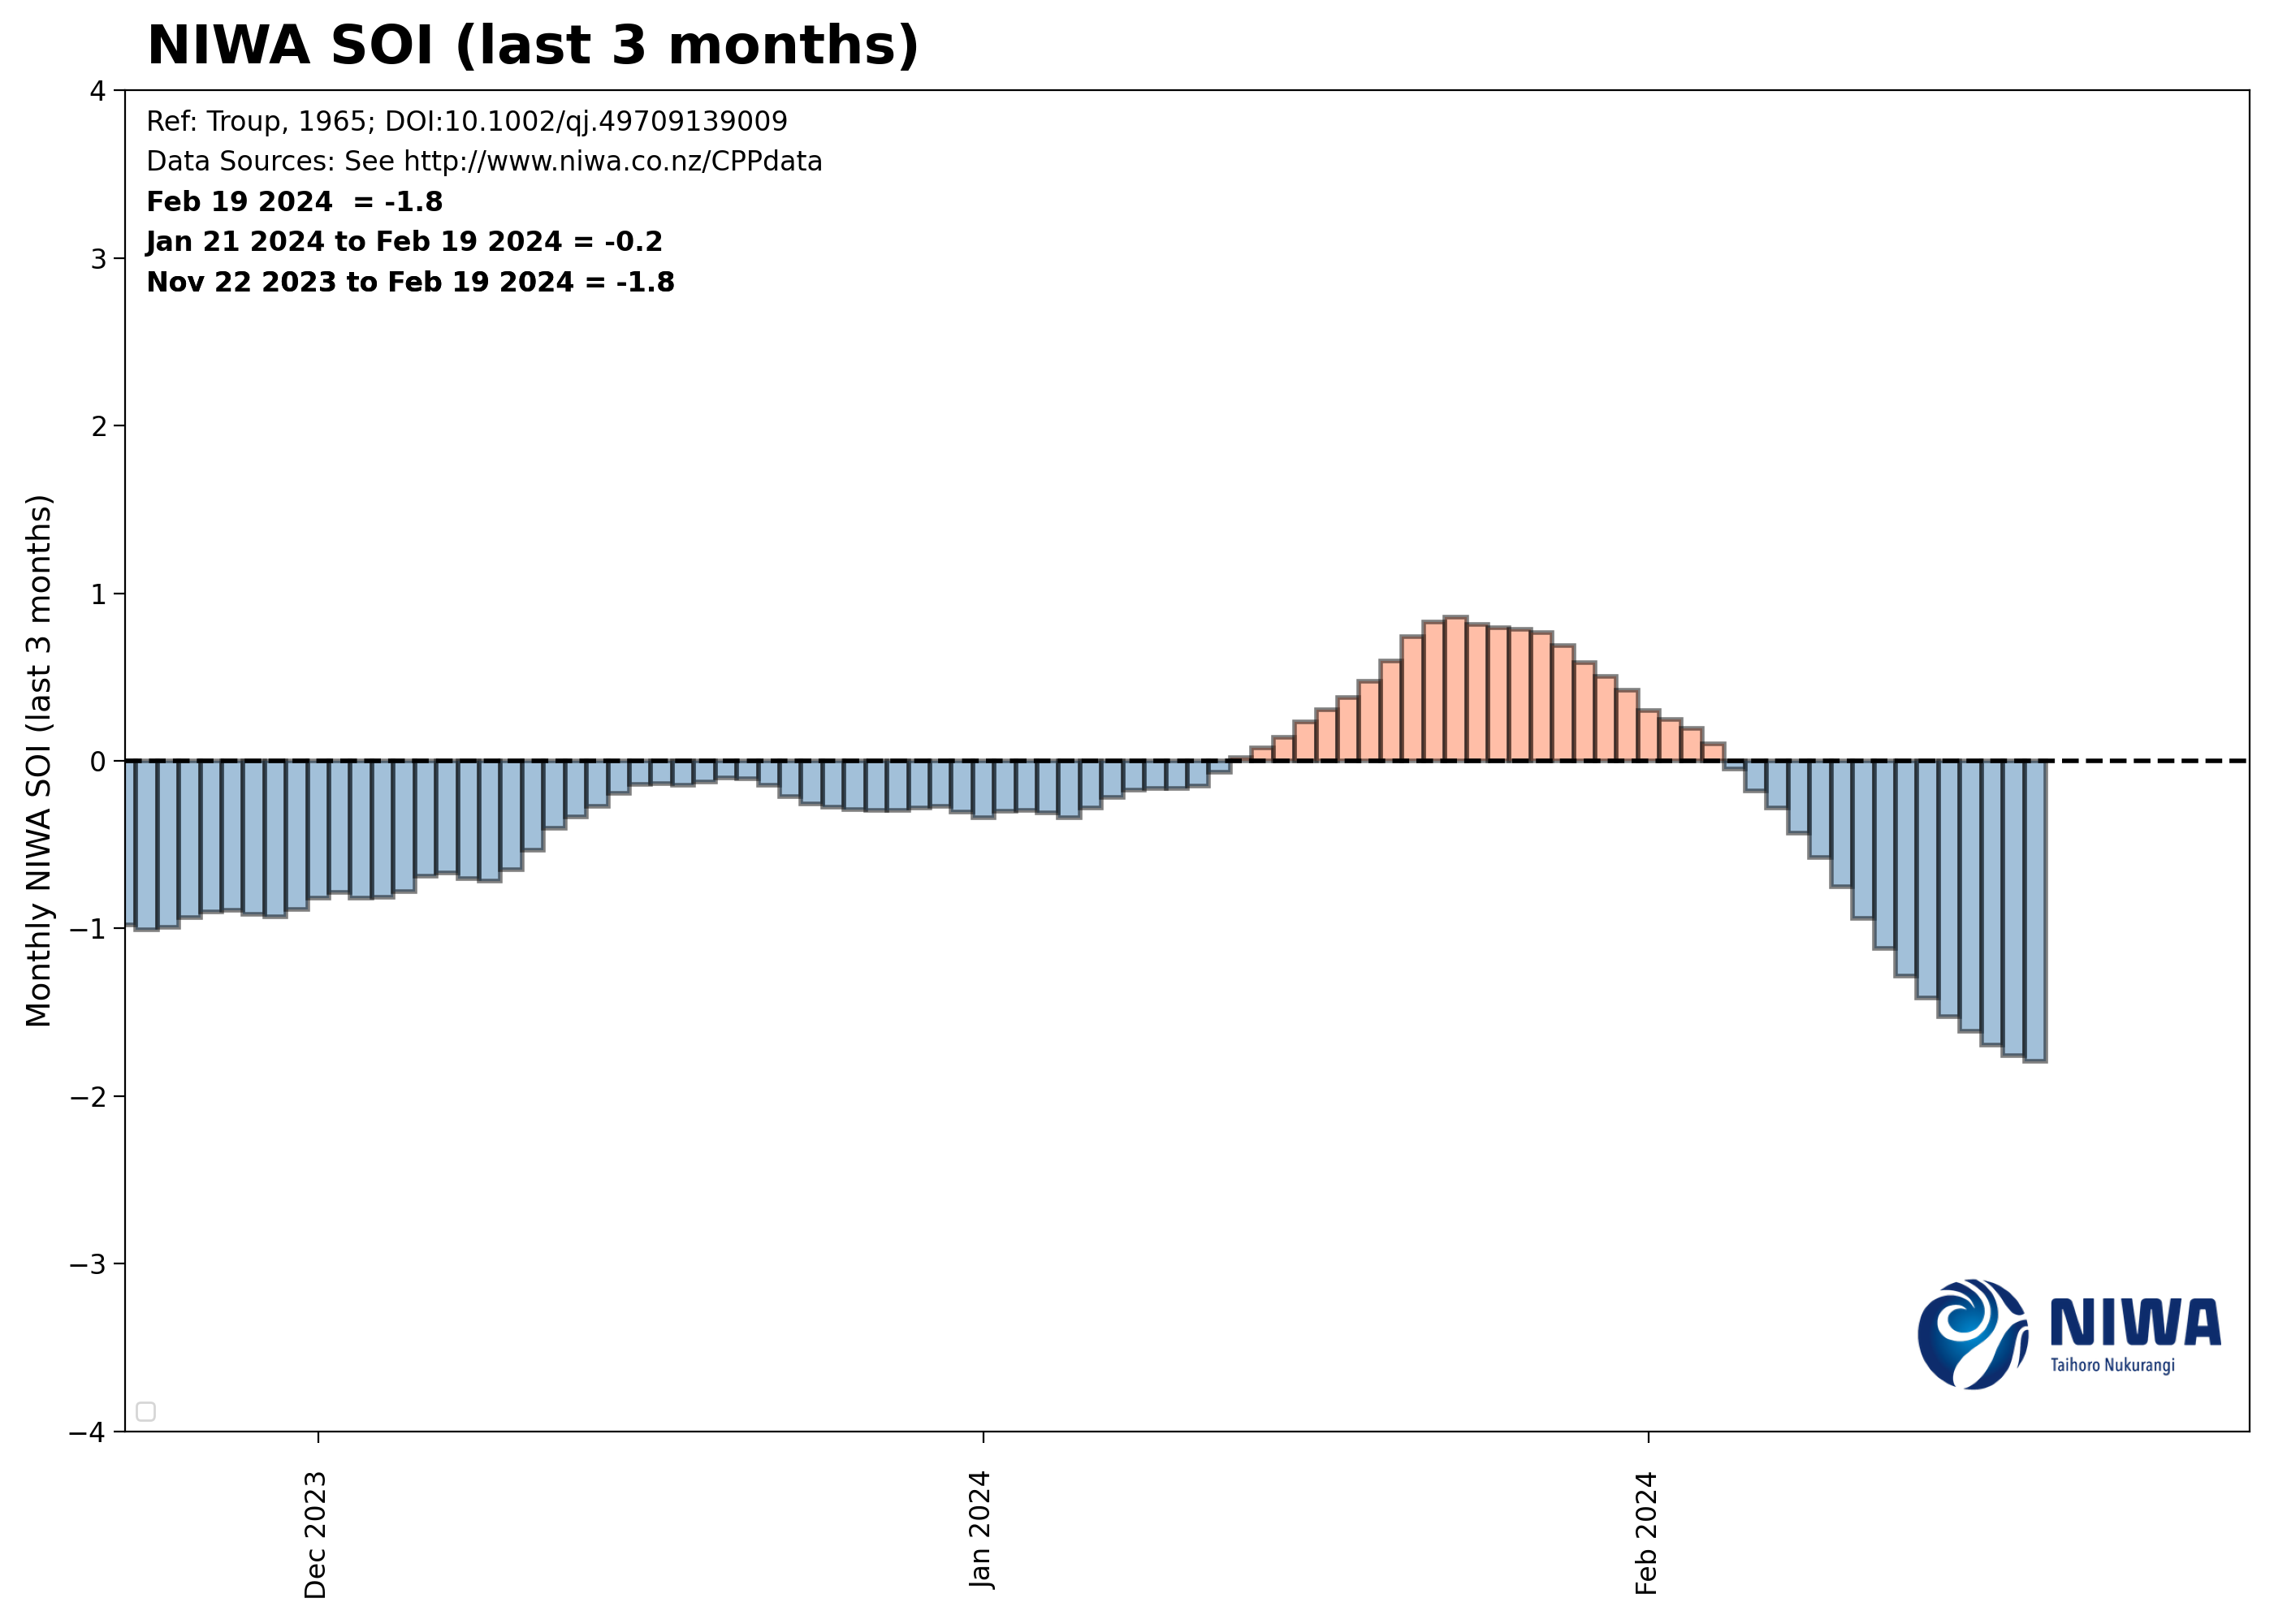 NIWA SOI (last 3 months)
Ref: Troup, 1965; DOI:10.1002/qj.49709139009
Data Sources: See http://www.niwa.co.nz/CPPdata
Feb 19 2024  = -1.8
Jan 21 2024 to Feb 19 2024 = -0.2
Nov 22 2023 to Feb 19 2024 = -1.8
Monthly NIWA SOI (last 3 months)
4
3
2
1
0
−1
−2
−3
−4
Dec 2023
Jan 2024
Feb 2024
NIWA
Taihoro Nukurangi